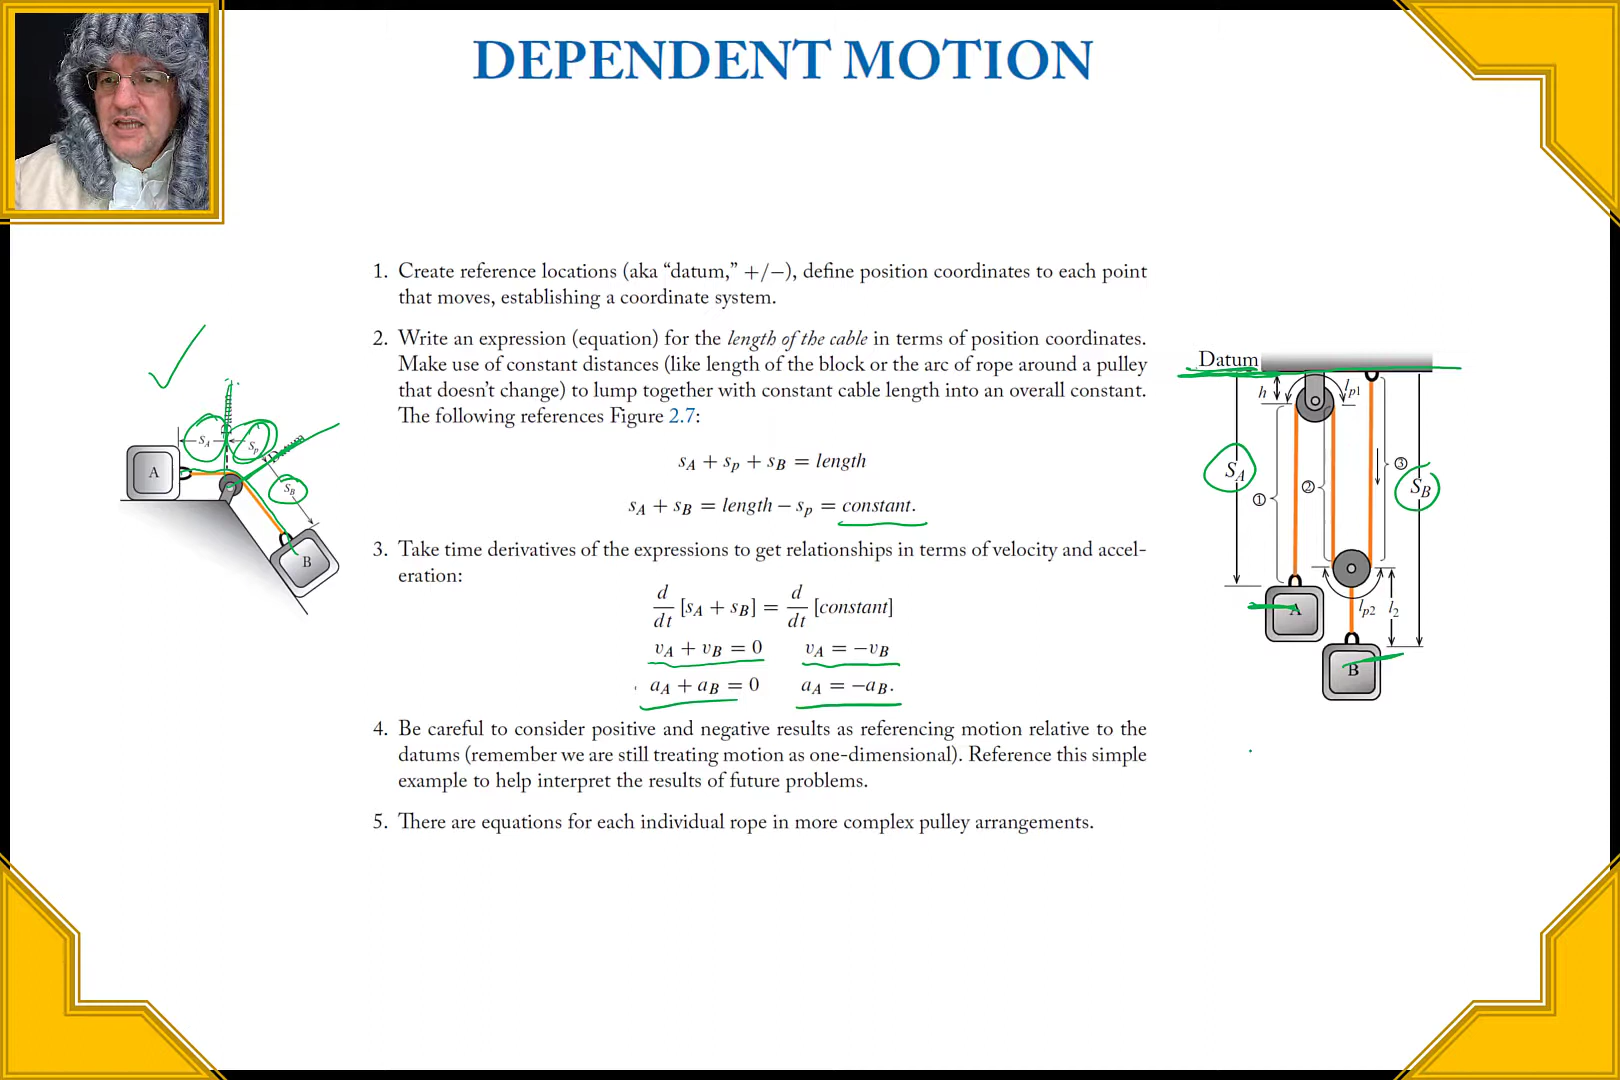 DEPENDENT MOTION
1. Create reference locations (aka “datum,” +/−), define position coordinates to each point
that moves, establishing a coordinate system.
2. Write an expression (equation) for the length of the cable in terms of position coordinates.
Make use of constant distances (like length of the block or the arc of rope around a pulley
that doesn’t change) to lump together with constant cable length into an overall constant.
The following references Figure 2.7:
s_A + s_p + s_B = length
s_A + s_B = length − s_p = constant.
3. Take time derivatives of the expressions to get relationships in terms of velocity and accel-
eration:
d/dt [s_A + s_B] = d/dt [constant]
v_A + v_B = 0 v_A = −v_B
a_A + a_B = 0 a_A = −a_B.
4. Be careful to consider positive and negative results as referencing motion relative to the
datums (remember we are still treating motion as one-dimensional). Reference this simple
example to help interpret the results of future problems.
5. There are equations for each individual rope in more complex pulley arrangements.
s_A
s_p
A
s_B
B
Datum
h
l_p1
S_A
①
②
③
S_B
A
l_p2
l_2
B